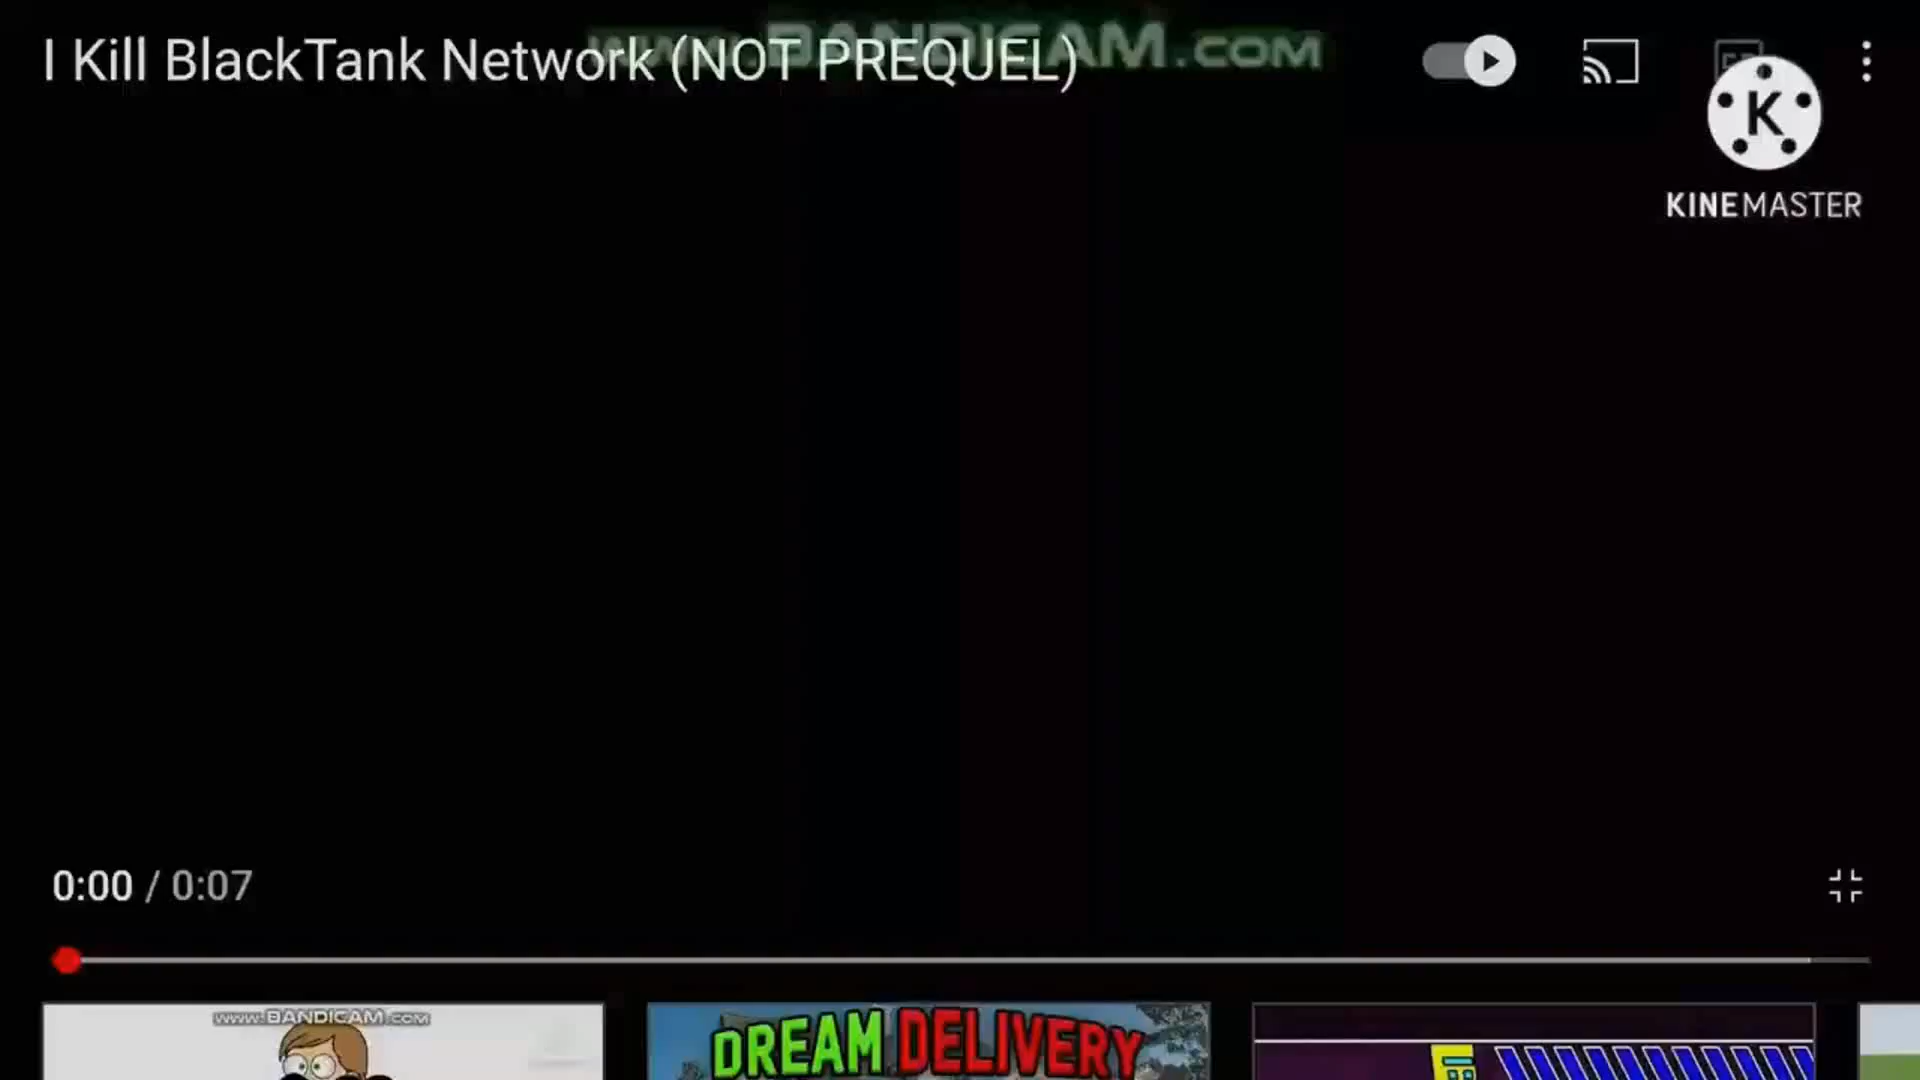 www.BANDICAM.COM
I Kill BlackTank Network (NOT PREQUEL)
K
KINEMASTER
0:00 / 0:07
www.BANDICAM.COM
DREAM DELIVERY